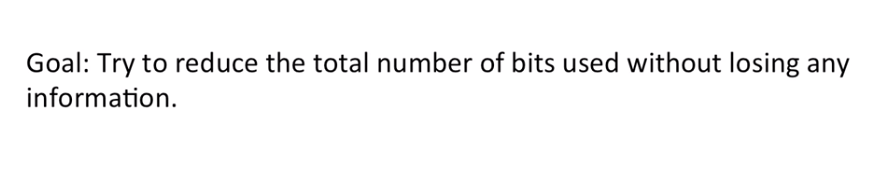 Goal: Try to reduce the total number of bits used without losing any
information.